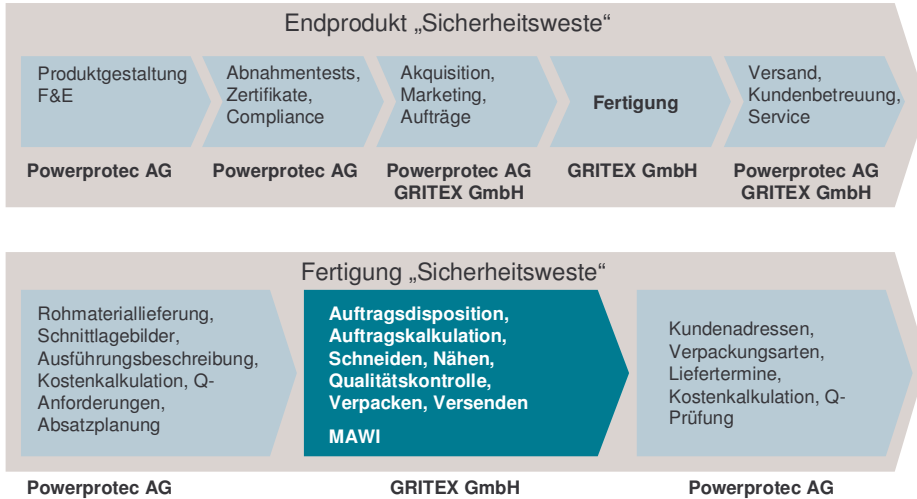 Endprodukt „Sicherheitsweste“
Produktgestaltung
F&E
Abnahmentests,
Zertifikate,
Compliance
Akquisition,
Marketing,
Aufträge
Fertigung
Versand,
Kundenbetreuung,
Service
Powerprotec AG
Powerprotec AG
Powerprotec AG
GRITEX GmbH
GRITEX GmbH
Powerprotec AG
GRITEX GmbH
Fertigung „Sicherheitsweste“
Rohmateriallieferung,
Schnittlagebilder,
Ausführungsbeschreibung,
Kostenkalkulation, Q-
Anforderungen,
Absatzplanung
Auftragsdisposition,
Auftragskalkulation,
Schneiden, Nähen,
Qualitätskontrolle,
Verpacken, Versenden
MAWI
Kundenadressen,
Verpackungsarten,
Liefertermine,
Kostenkalkulation, Q-
Prüfung
Powerprotec AG
GRITEX GmbH
Powerprotec AG